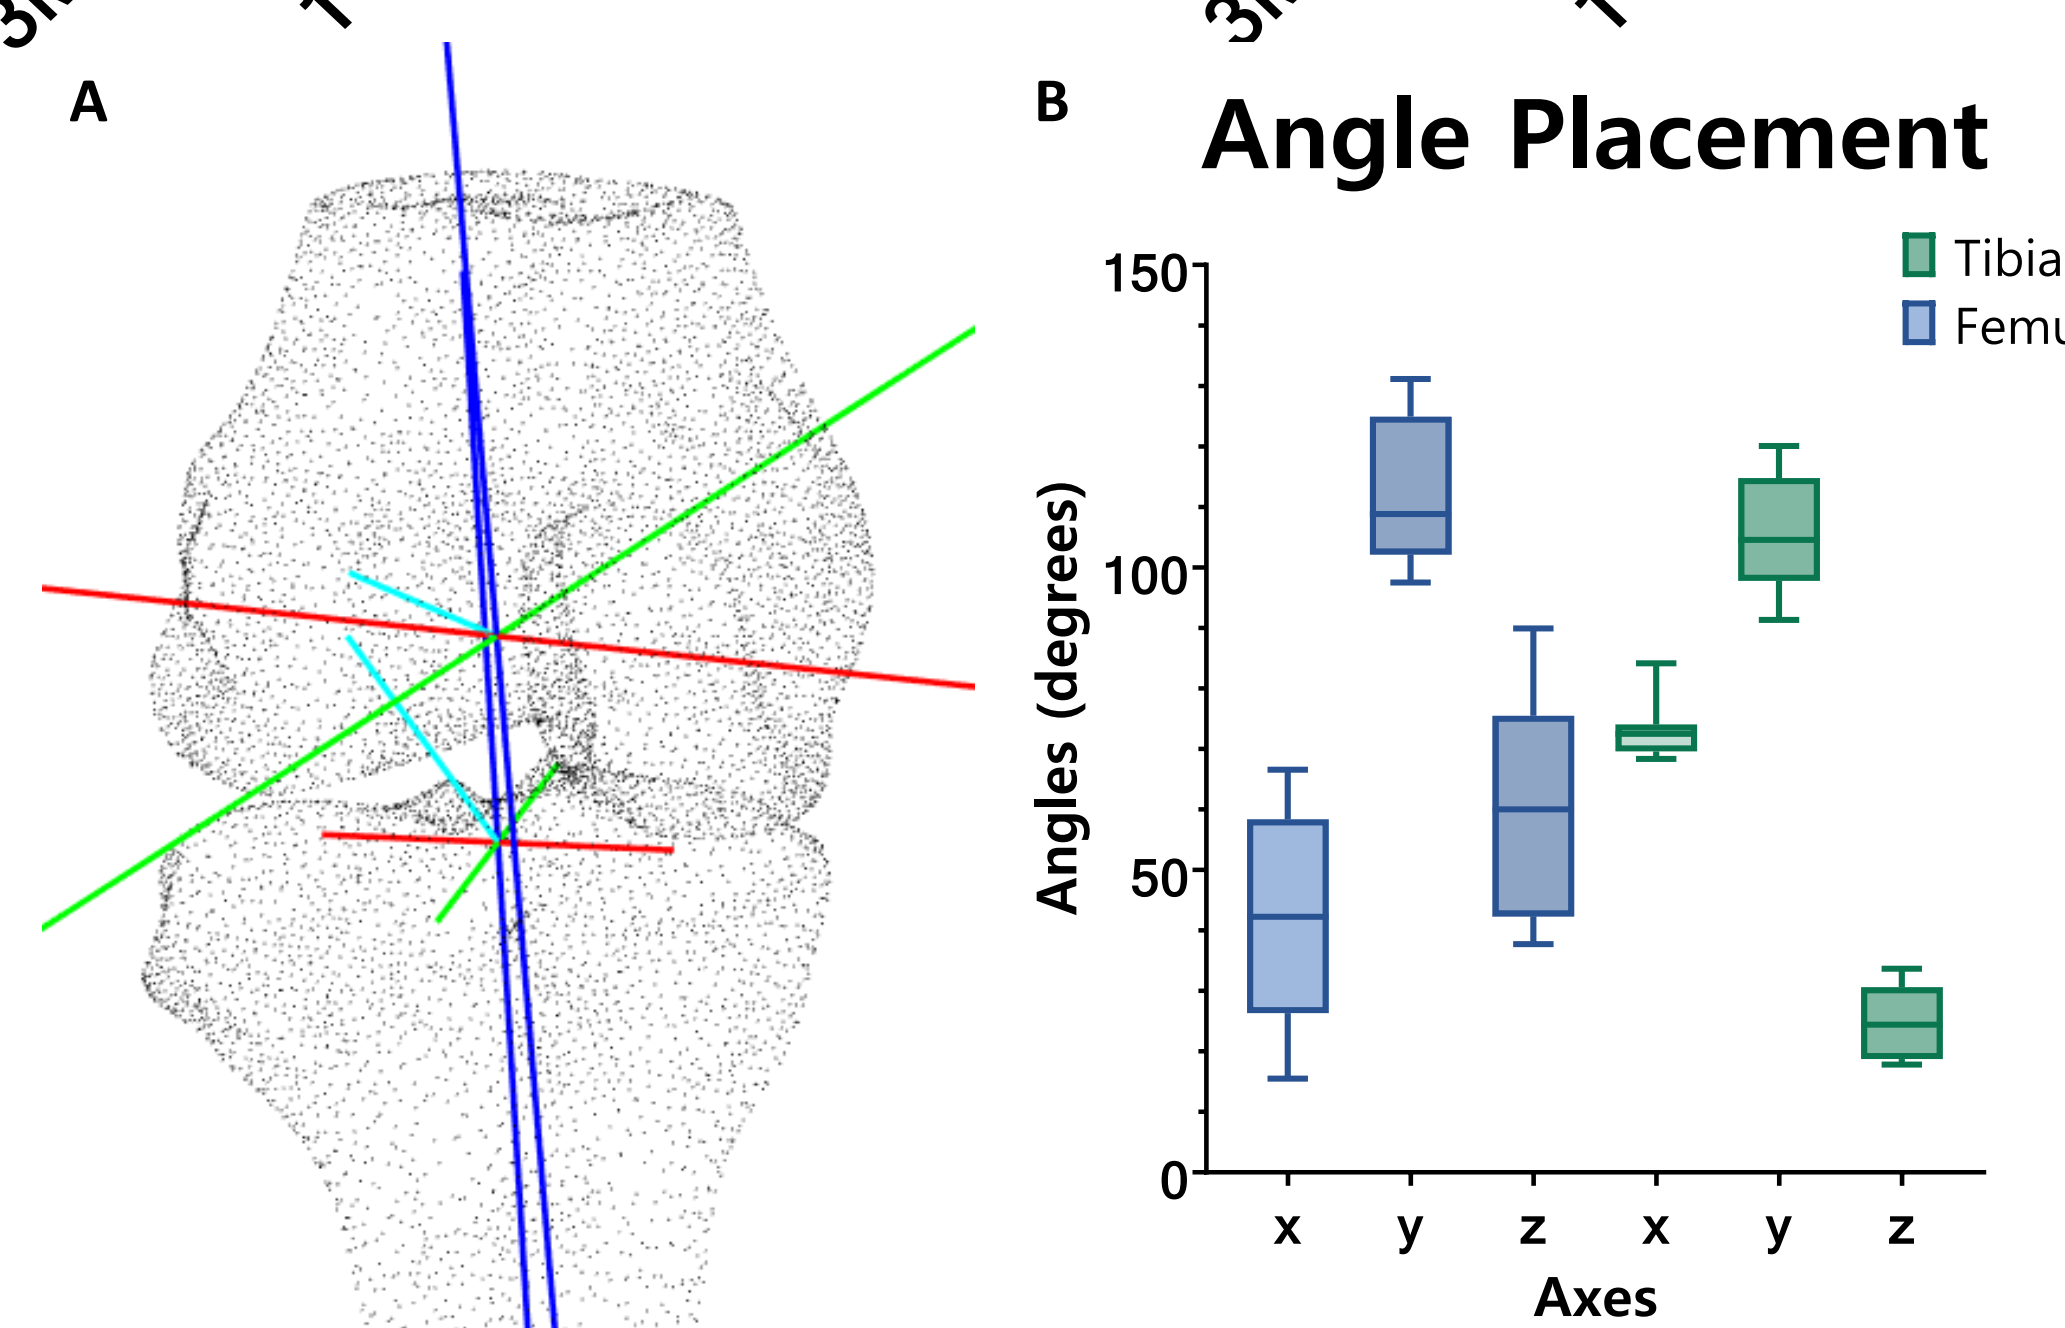 A
B
Angle Placement
Tibia
150
100
50
0
Angles (degrees)
x y z x y z
Axes